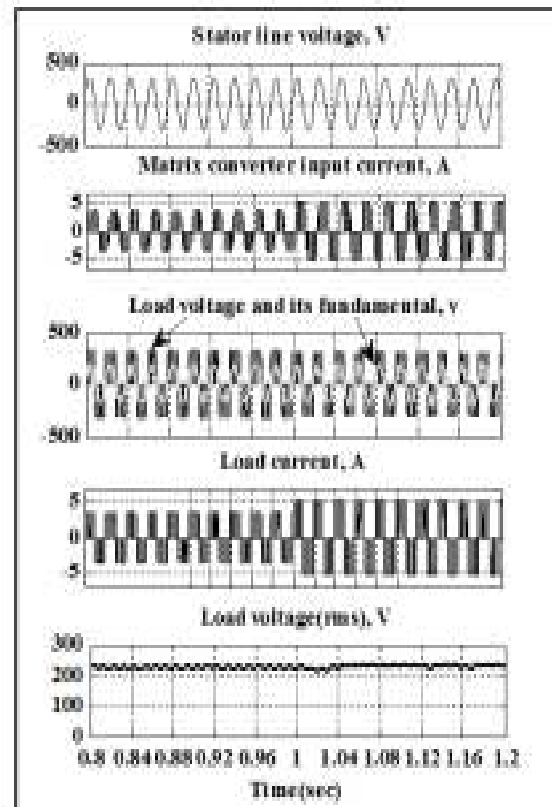 Stator line voltage, V
500
0
-500
Matrix converter input current, A
5
0
-5
Load voltage and its fundamental, v
500
0
-500
Load current, A
5
0
-5
Load voltage(rms), V
300
200
100
0
0.8 0.84 0.88 0.92 0.96 1 1.04 1.08 1.12 1.16 1.2
Time(sec)